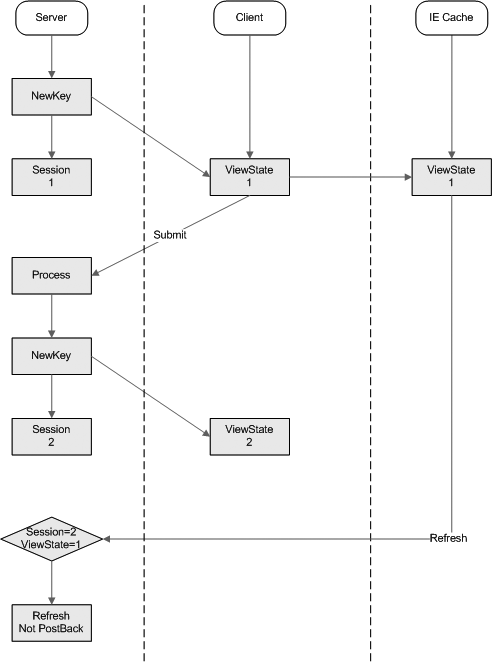 Server
Client
IE Cache
NewKey
Session
1
ViewState
1
ViewState
1
Submit
Process
NewKey
Session
2
ViewState
2
Session=2
ViewState=1
Refresh
Refresh
Not PostBack